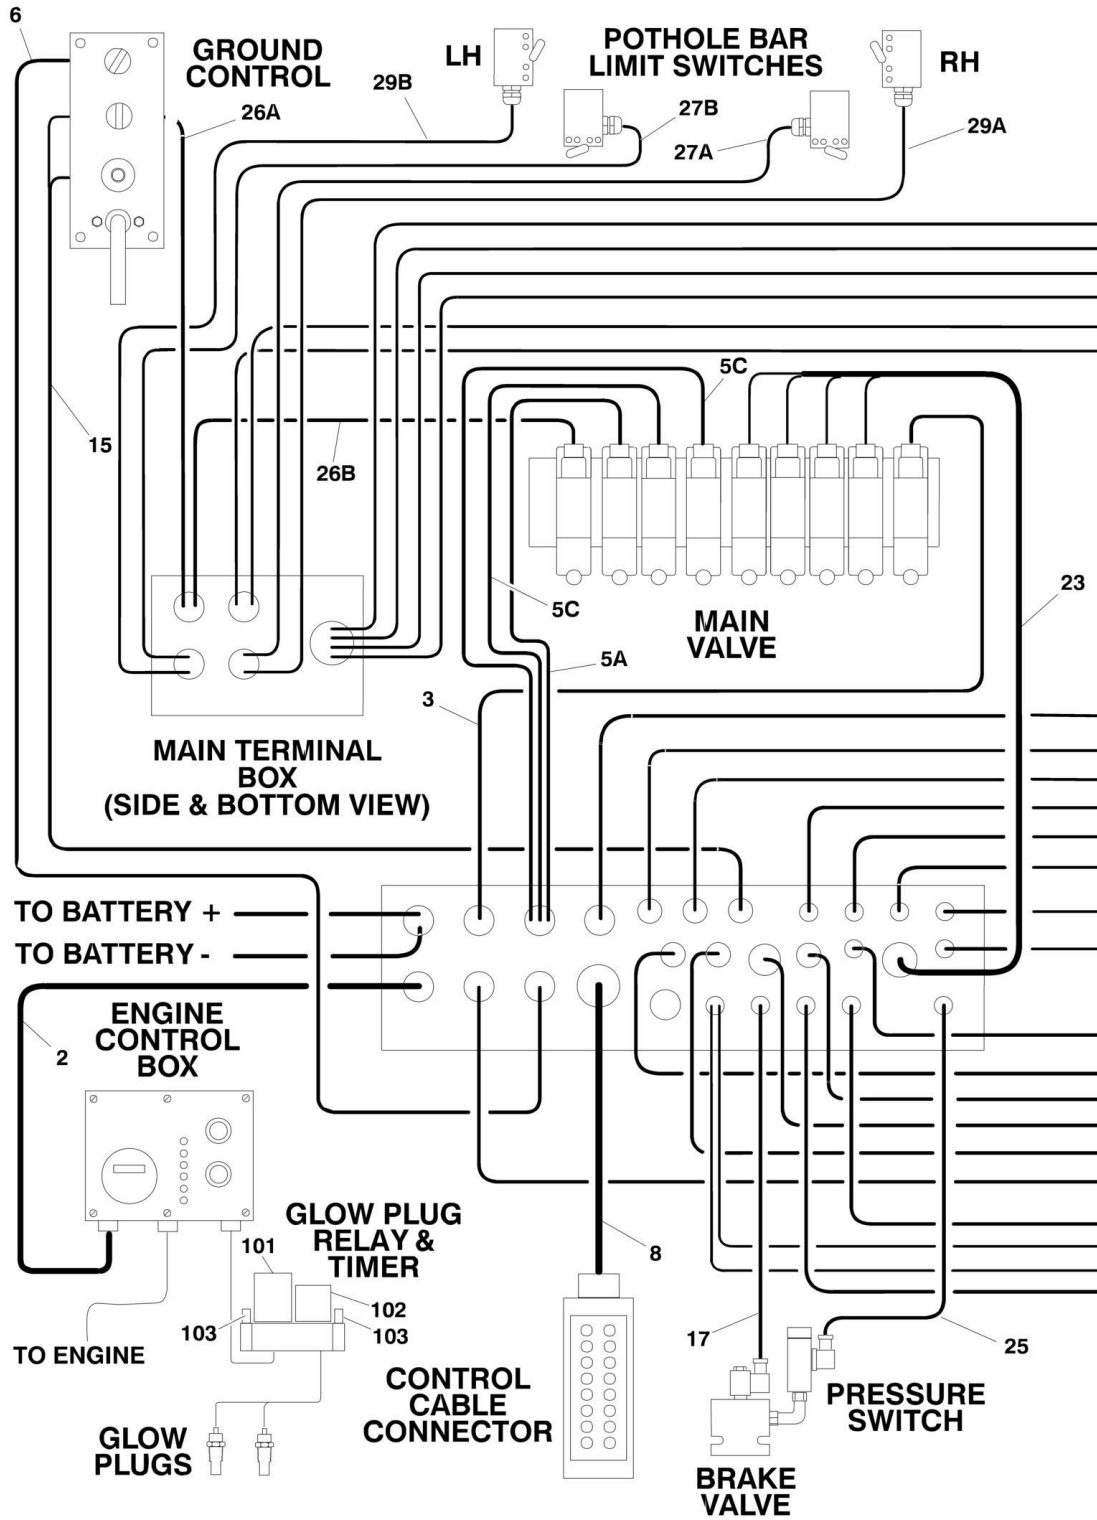 6
GROUND
CONTROL
26A
29B
LH
POTHOLE BAR
LIMIT SWITCHES
27B
27A
RH
29A
15
26B
5C
5C
5A
23
MAIN
VALVE
3
MAIN TERMINAL
BOX
(SIDE & BOTTOM VIEW)
TO BATTERY +
TO BATTERY -
ENGINE
CONTROL
BOX
2
GLOW PLUG
RELAY &
TIMER
101
102
103
103
TO ENGINE
GLOW
PLUGS
8
CONTROL
CABLE
CONNECTOR
17
25
PRESSURE
SWITCH
BRAKE
VALVE